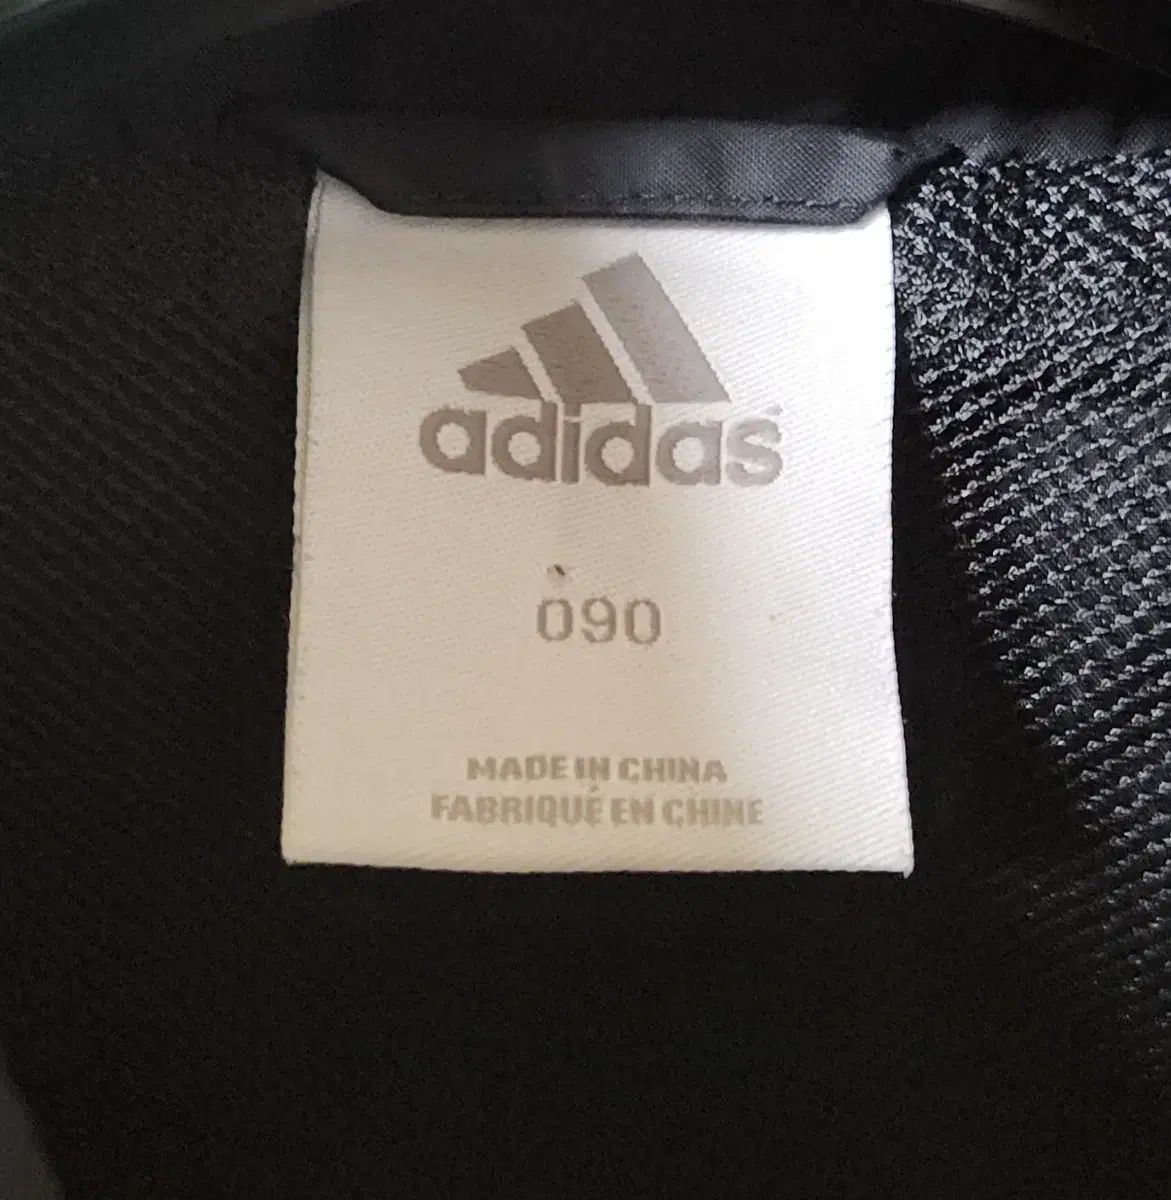 adidas
090
MADE IN CHINA
FABRIQUÉ EN CHINE